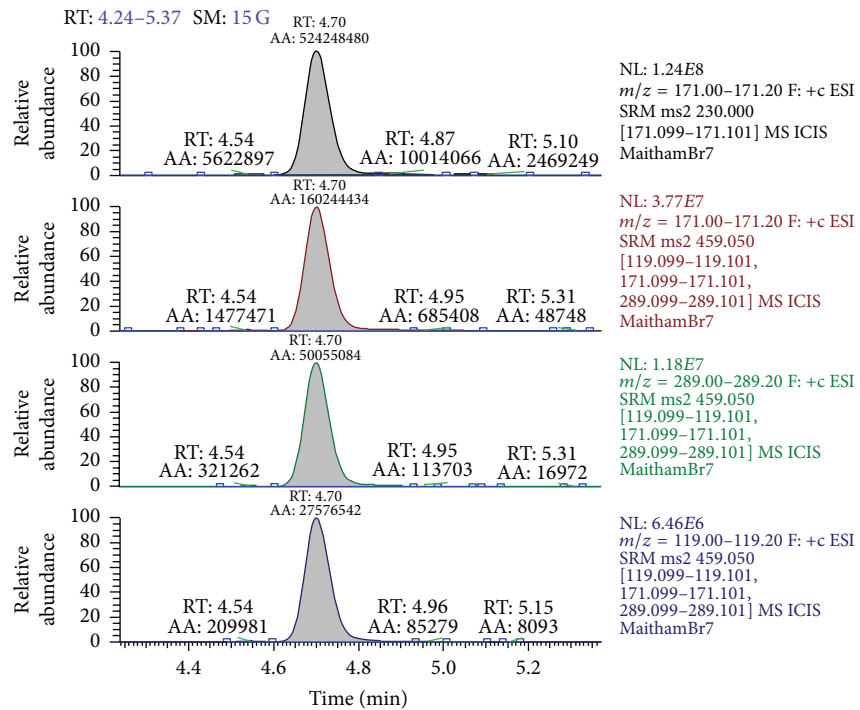 RT: 4.24–5.37 SM: 15 G
RT: 4.70
AA: 524248480
100
80
60
40
20
0
Relative
abundance
RT: 4.54
AA: 5622897
RT: 4.87
AA: 10014066
RT: 5.10
AA: 2469249
NL: 1.24E8
m/z = 171.00–171.20 F: +c ESI
SRM ms2 230.000
[171.099–171.101] MS ICIS
MaithamBr7
RT: 4.70
AA: 160244434
100
80
60
40
20
0
Relative
abundance
RT: 4.54
AA: 1477471
RT: 4.95
AA: 685408
RT: 5.31
AA: 48748
NL: 3.77E7
m/z = 171.00–171.20 F: +c ESI
SRM ms2 459.050
[119.099–119.101,
171.099–171.101,
289.099–289.101] MS ICIS
MaithamBr7
RT: 4.70
AA: 50055084
100
80
60
40
20
0
Relative
abundance
RT: 4.54
AA: 321262
RT: 4.95
AA: 113703
RT: 5.31
AA: 16972
NL: 1.18E7
m/z = 289.00–289.20 F: +c ESI
SRM ms2 459.050
[119.099–119.101,
171.099–171.101,
289.099–289.101] MS ICIS
MaithamBr7
RT: 4.70
AA: 27576542
100
80
60
40
20
0
Relative
abundance
RT: 4.54
AA: 209981
RT: 4.96
AA: 85279
RT: 5.15
AA: 8093
NL: 6.46E6
m/z = 119.00–119.20 F: +c ESI
SRM ms2 459.050
[119.099–119.101,
171.099–171.101,
289.099–289.101] MS ICIS
MaithamBr7
4.4 4.6 4.8 5.0 5.2
Time (min)